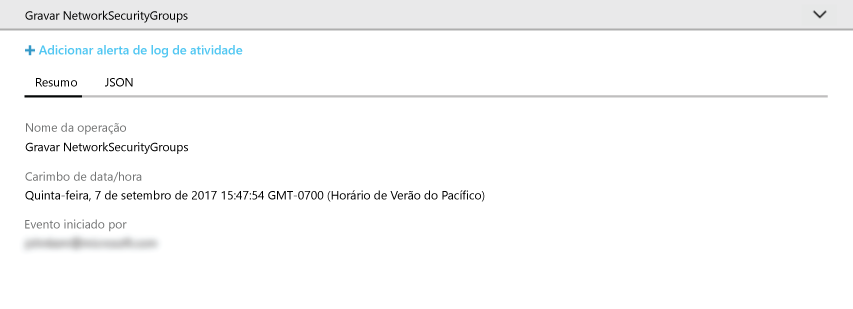 Gravar NetworkSecurityGroups
+ Adicionar alerta de log de atividade
Resumo JSON
Nome da operação
Gravar NetworkSecurityGroups
Carimbo de data/hora
Quinta-feira, 7 de setembro de 2017 15:47:54 GMT-0700 (Horário de Verão do Pacífico)
Evento iniciado por